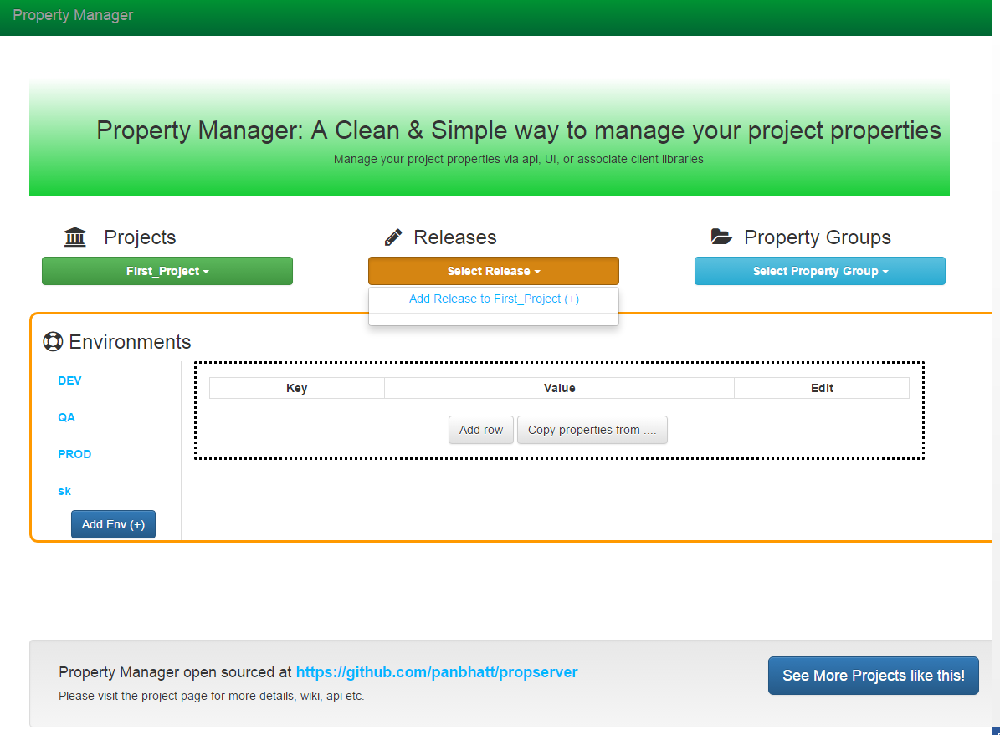 Property Manager
Property Manager: A Clean & Simple way to manage your project properties
Manage your project properties via api, UI, or associate client libraries
Projects
Releases
Property Groups
First_Project
Select Release
Select Property Group
Add Release to First_Project (+)
Environments
DEV
QA
PROD
sk
Add Env (+)
Key Value Edit
Add row
Copy properties from ....
Property Manager open sourced at https://github.com/panbhatt/propserver
Please visit the project page for more details, wiki, api etc.
See More Projects like this!